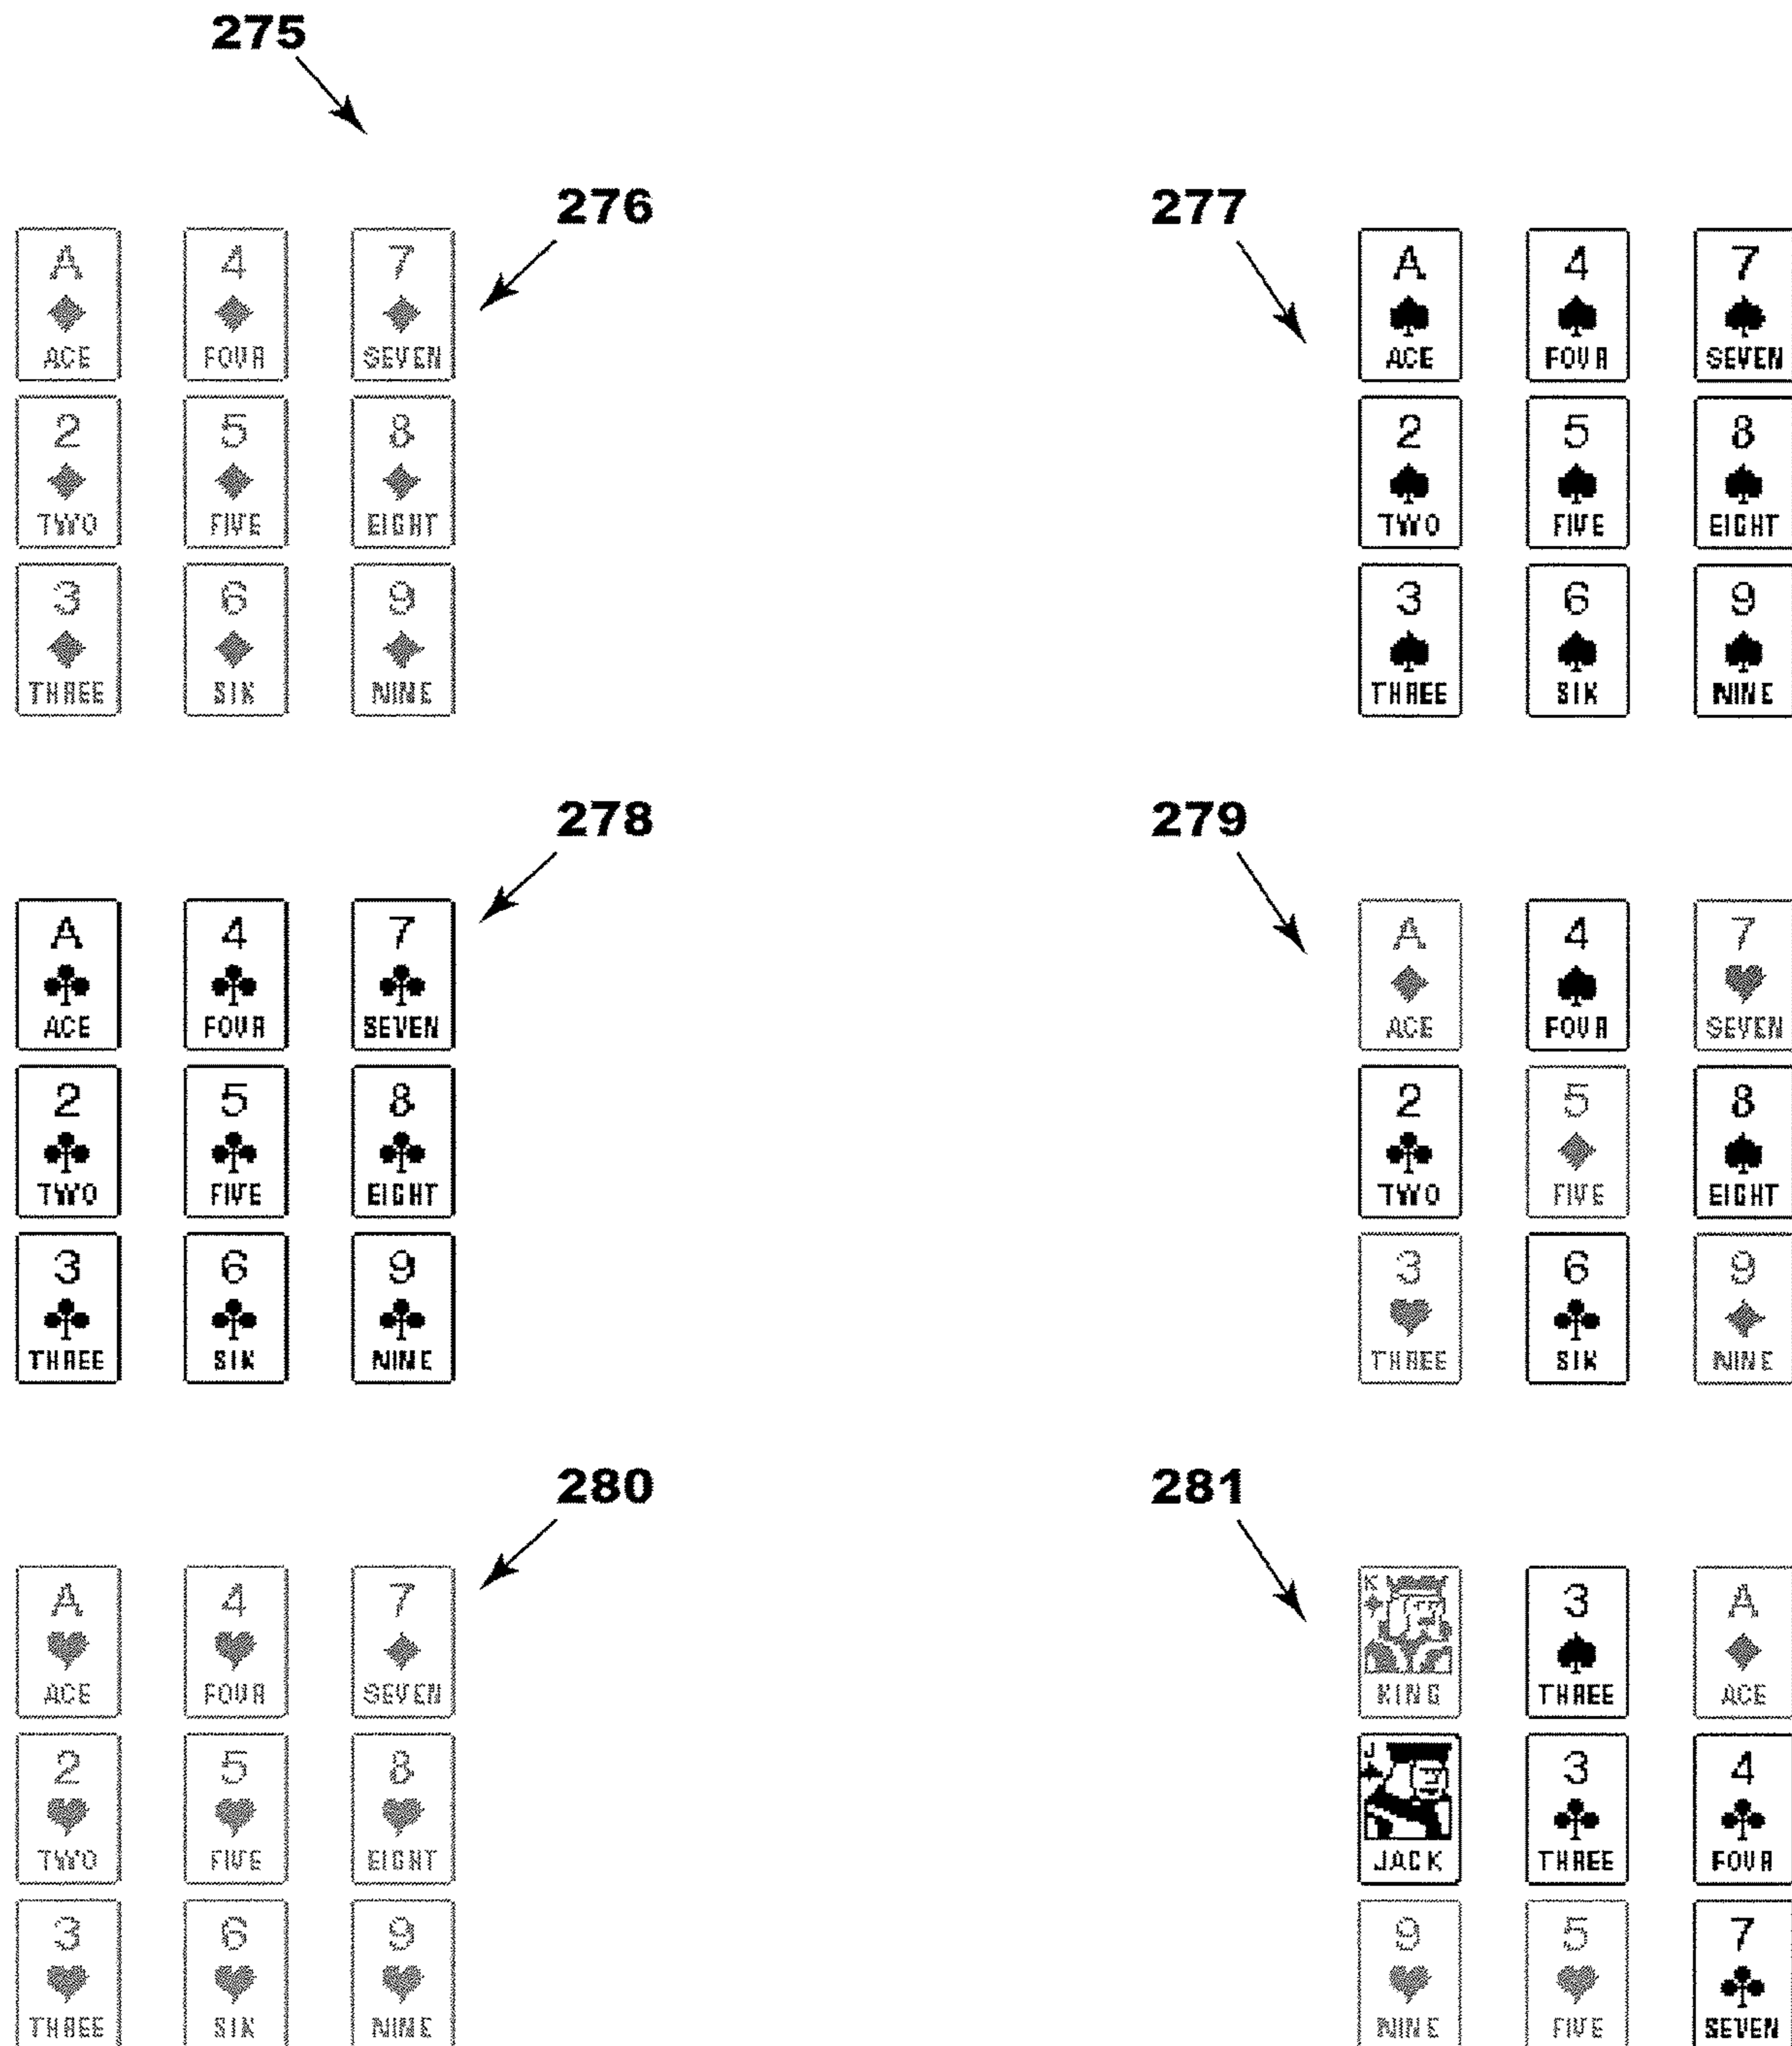 275
276
277
A 4 7
ACE FOUR SEVEN
2 5 8
TWO FIVE EIGHT
3 6 9
THREE SIX NINE
A 4 7
ACE FOUR SEVEN
2 5 8
TWO FIVE EIGHT
3 6 9
THREE SIX NINE
278
279
A 4 7
ACE FOUR SEVEN
2 5 8
TWO FIVE EIGHT
3 6 9
THREE SIX NINE
A 4 7
ACE FOUR SEVEN
2 5 8
TWO FIVE EIGHT
3 6 9
THREE SIX NINE
280
281
A 4 7
ACE FOUR SEVEN
2 5 8
TWO FIVE EIGHT
3 6 9
THREE SIX NINE
K 3 A
KING THREE ACE
J 3 4
JACK THREE FOUR
9 5 7
NINE FIVE SEVEN